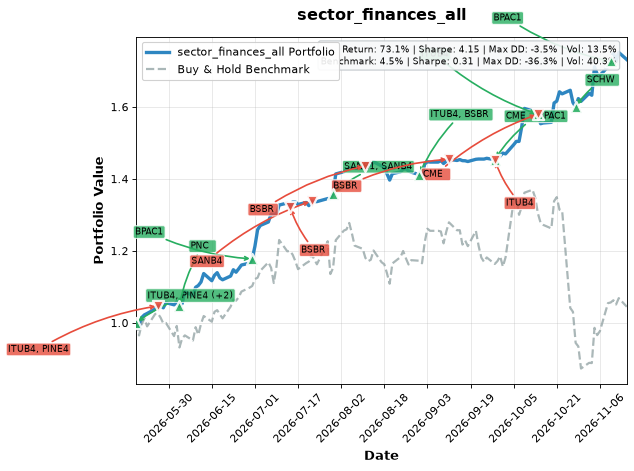 sector_finances_all
BPAC1
sector_finances_all Portfolio
Buy & Hold Benchmark
Return: 73.1% | Sharpe: 4.15 | Max DD: -3.5% | Vol: 13.5%
Benchmark: 4.5% | Sharpe: 0.31 | Max DD: -36.3% | Vol: 40.3%
SCHW
ITUB4, BSBR
CME
PAC1
SANB4
CME
BSBR
BSBR
ITUB4
BPAC1
PNC
BSBR
SANB4
ITUB4, PINE4 (+2)
ITUB4, PINE4
Portfolio Value
1.6
1.4
1.2
1.0
2026-05-30
2026-06-15
2026-07-01
2026-07-17
2026-08-02
2026-08-18
2026-09-03
2026-09-19
2026-10-05
2026-10-21
2026-11-06
Date